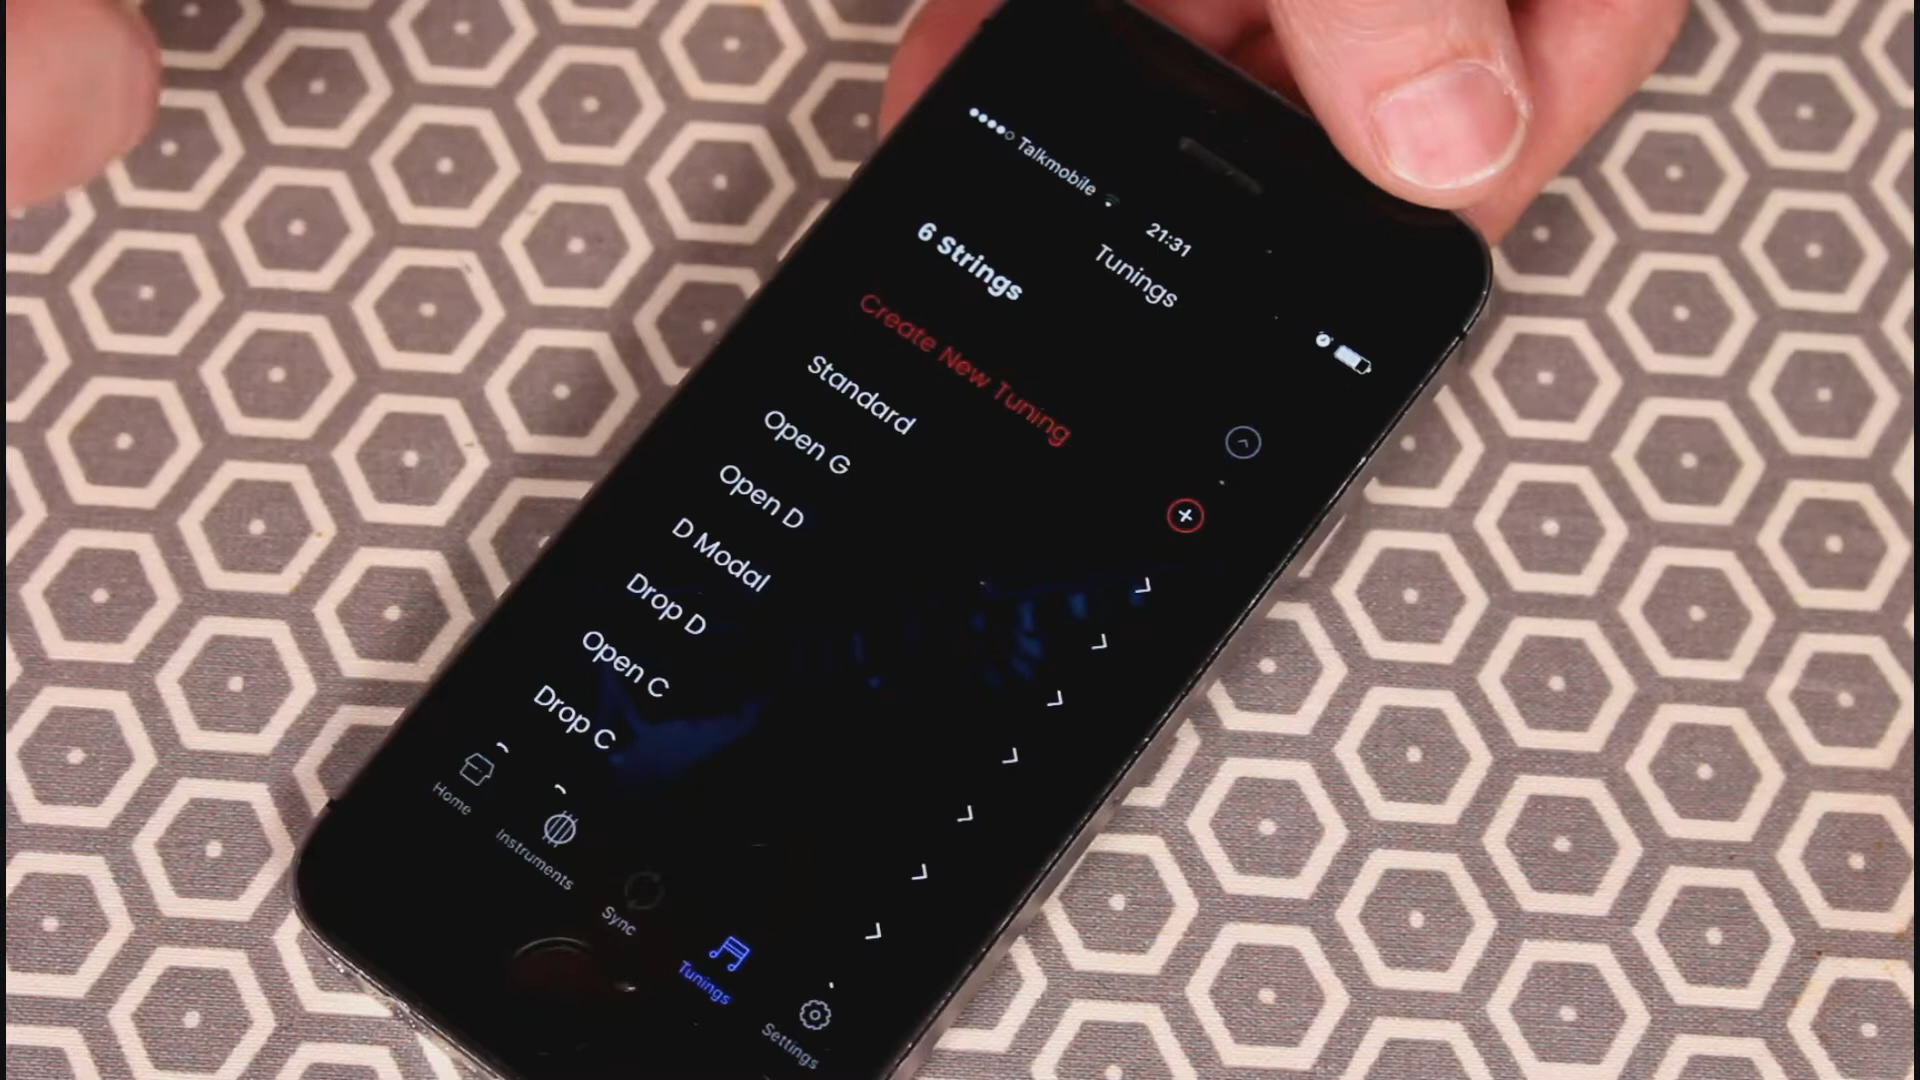 Talkmobile
21:31
Tunings
6 Strings
Create New Tuning
Standard
Open G
Open D
D Modal
Drop D
Open C
Drop C
Home
Instruments
Sync
Tunings
Settings